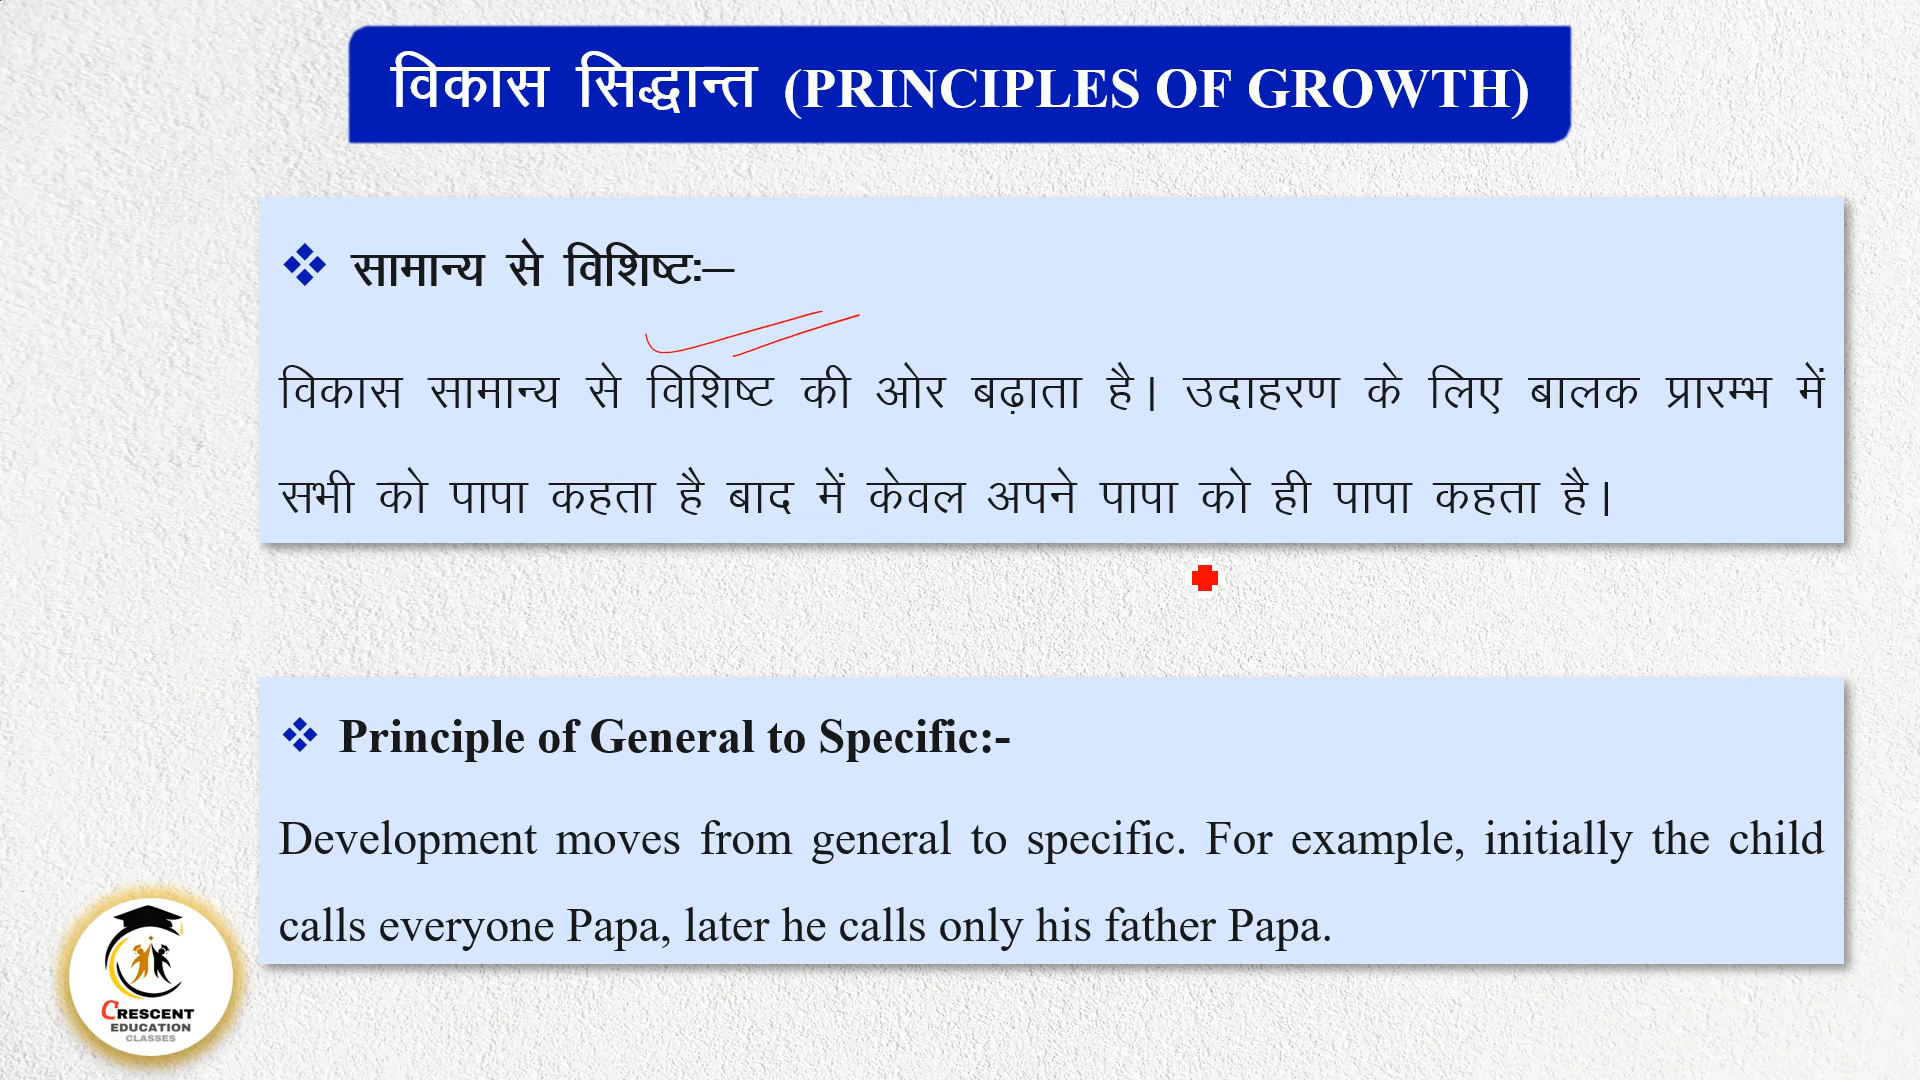 विकास सिद्धान्त (PRINCIPLES OF GROWTH)
❖ सामान्य से विशिष्टः–
विकास सामान्य से विशिष्ट की ओर बढ़ाता है। उदाहरण के लिए बालक प्रारम्भ में
सभी को पापा कहता है बाद में केवल अपने पापा को ही पापा कहता है।
❖ Principle of General to Specific:-
Development moves from general to specific. For example, initially the child
calls everyone Papa, later he calls only his father Papa.
CRESCENT
EDUCATION
CLASSES